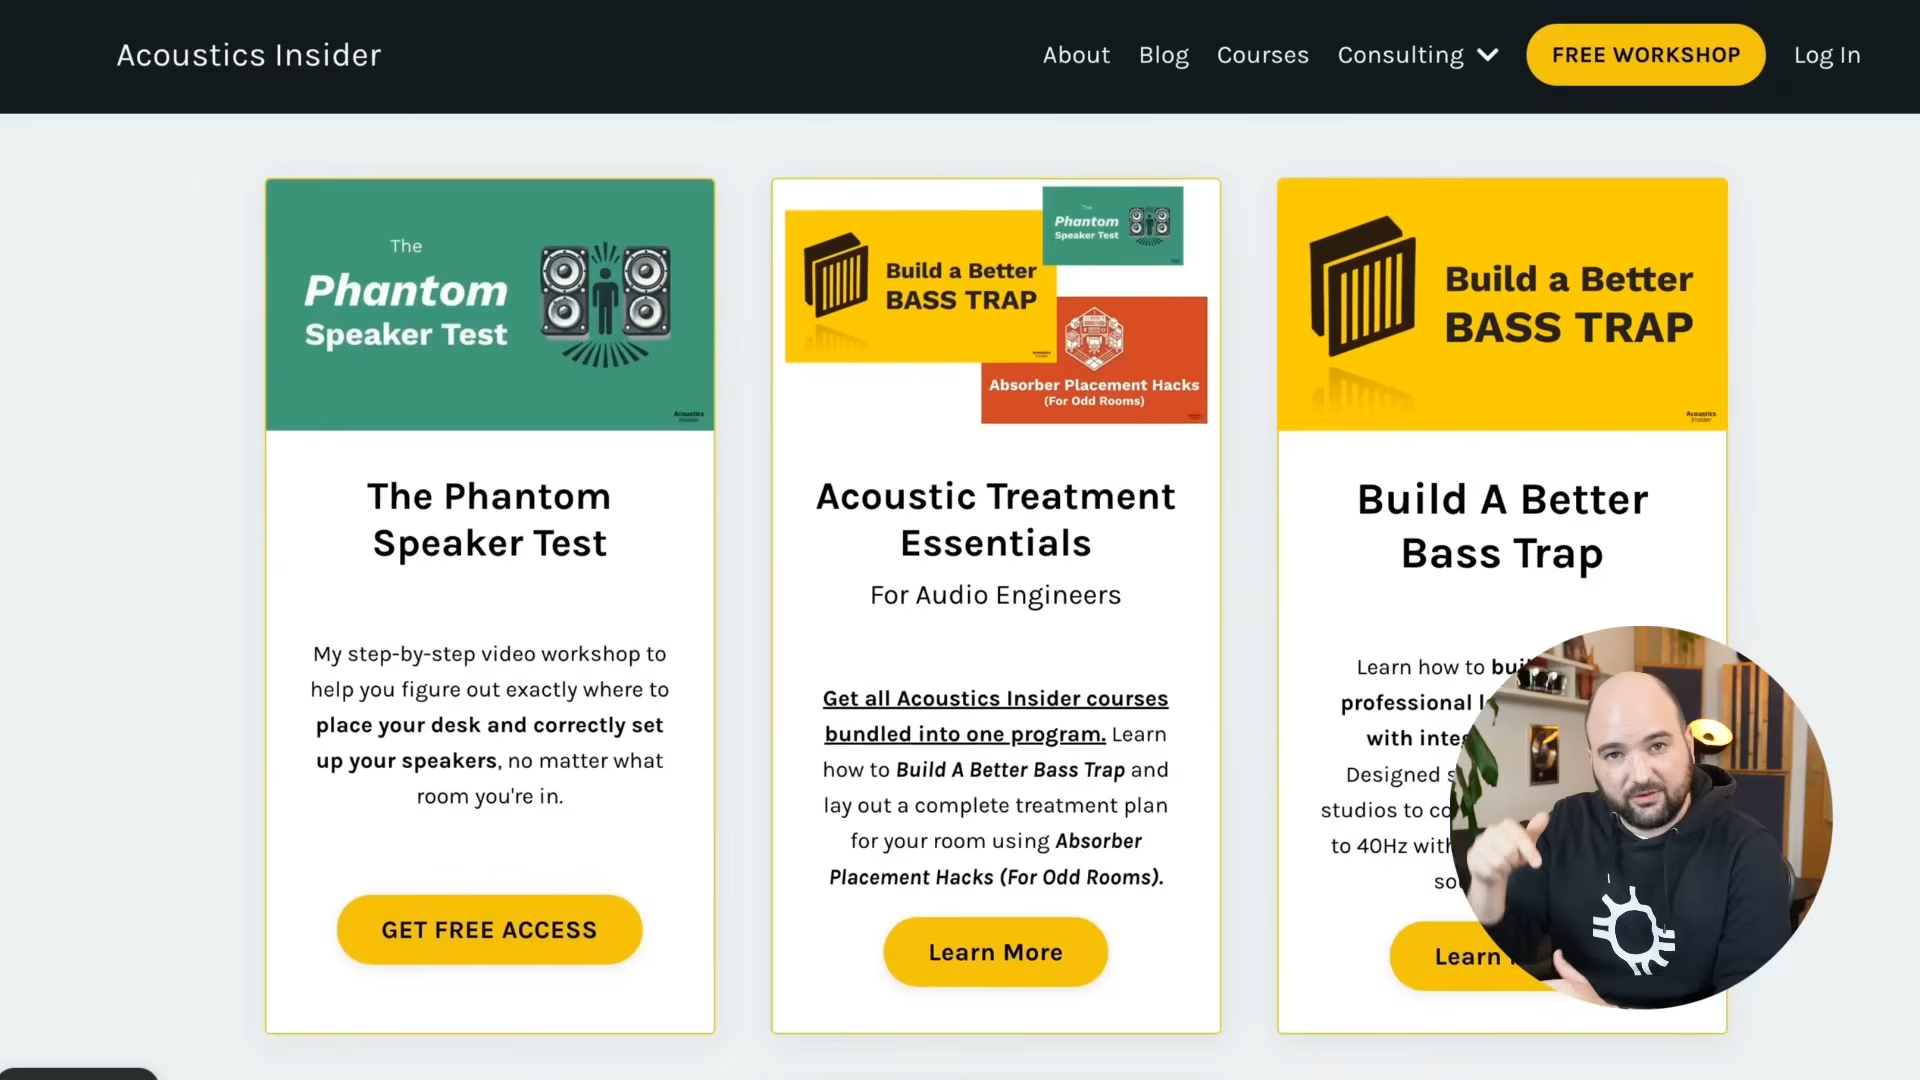 Acoustics Insider
About
Blog
Courses
Consulting
FREE WORKSHOP
Log In
The
Phantom
Speaker Test
Acoustics
Insider
The Phantom
Speaker Test
My step-by-step video workshop to
help you figure out exactly where to
place your desk and correctly set
up your speakers, no matter what
room you're in.
GET FREE ACCESS
The
Phantom
Speaker Test
Build a Better
BASS TRAP
Absorber Placement Hacks
(For Odd Rooms)
Acoustic Treatment
Essentials
For Audio Engineers
Get all Acoustics Insider courses
bundled into one program. Learn
how to Build A Better Bass Trap and
lay out a complete treatment plan
for your room using Absorber
Placement Hacks (For Odd Rooms).
Learn More
Build a Better
BASS TRAP
Acoustics
Insider
Build A Better
Bass Trap
Learn how to
professional
with
Designed
studios to
to 40Hz
Learn